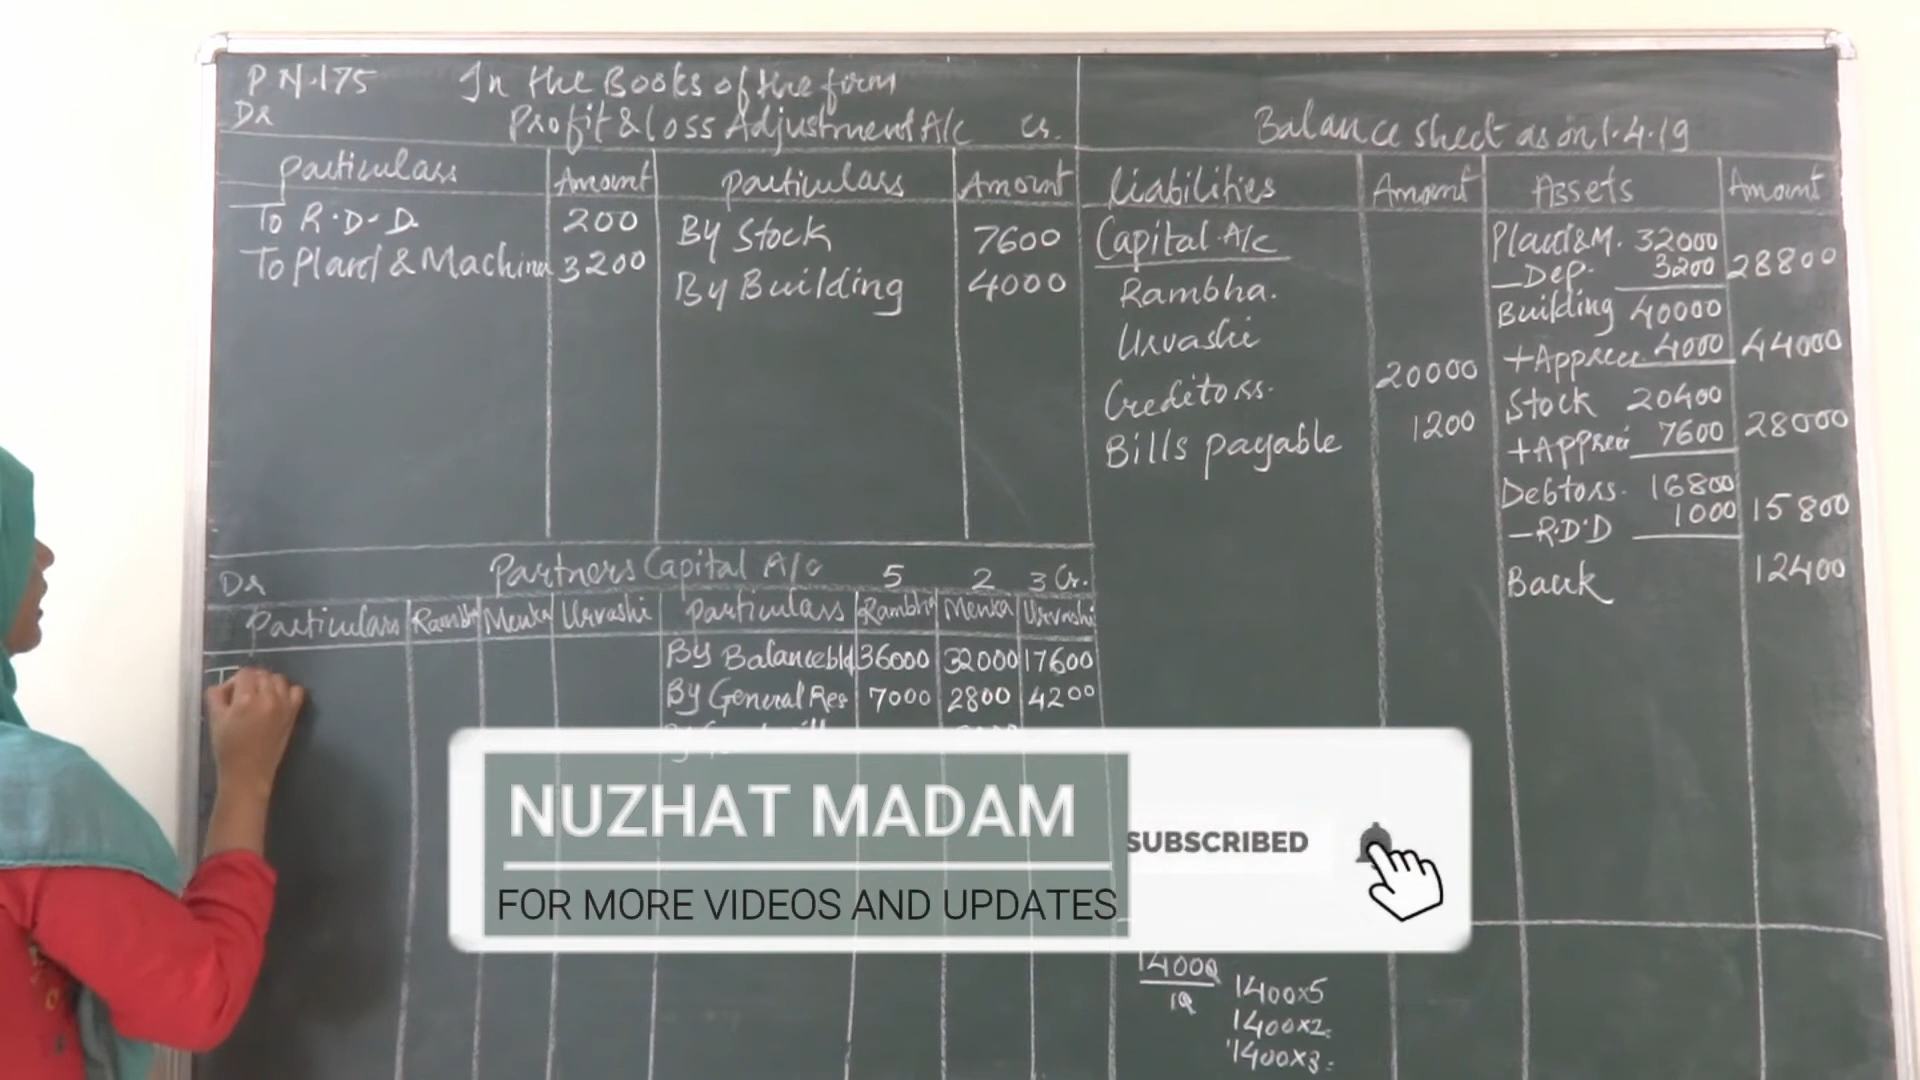 P N.175 In the Books of the firm
Dr Profit & Loss Adjustment A/c Cr.
Particulars Amount Particulars Amount
To R.D.D. 200 By Stock 7600
To Plant & Machine 3200 By Building 4000
Balance sheet as on 1.4.19
Liabilities Amount Assets Amount
Capital A/c Plant & M. 32000
- Dep. 3200 28800
Rambha. Building 40000
Urvashi + Apprec. 4000 44000
Creditors. 20000 Stock 20400
Bills payable 1200 + Appreci 7600 28000
Debtors. 16800
- R.D.D 1000 15800
Bank 12400
Dr Partners Capital A/c 5 2 3 Cr.
Particulars Rambh Menka Urvashi Particulars Rambha Menka Urvashi
By Balance b/d 36000 32000 17600
By General Res 7000 2800 4200
NUZHAT MADAM
FOR MORE VIDEOS AND UPDATES
SUBSCRIBED
14000
10
1400x5
1400x2=
1400x3=